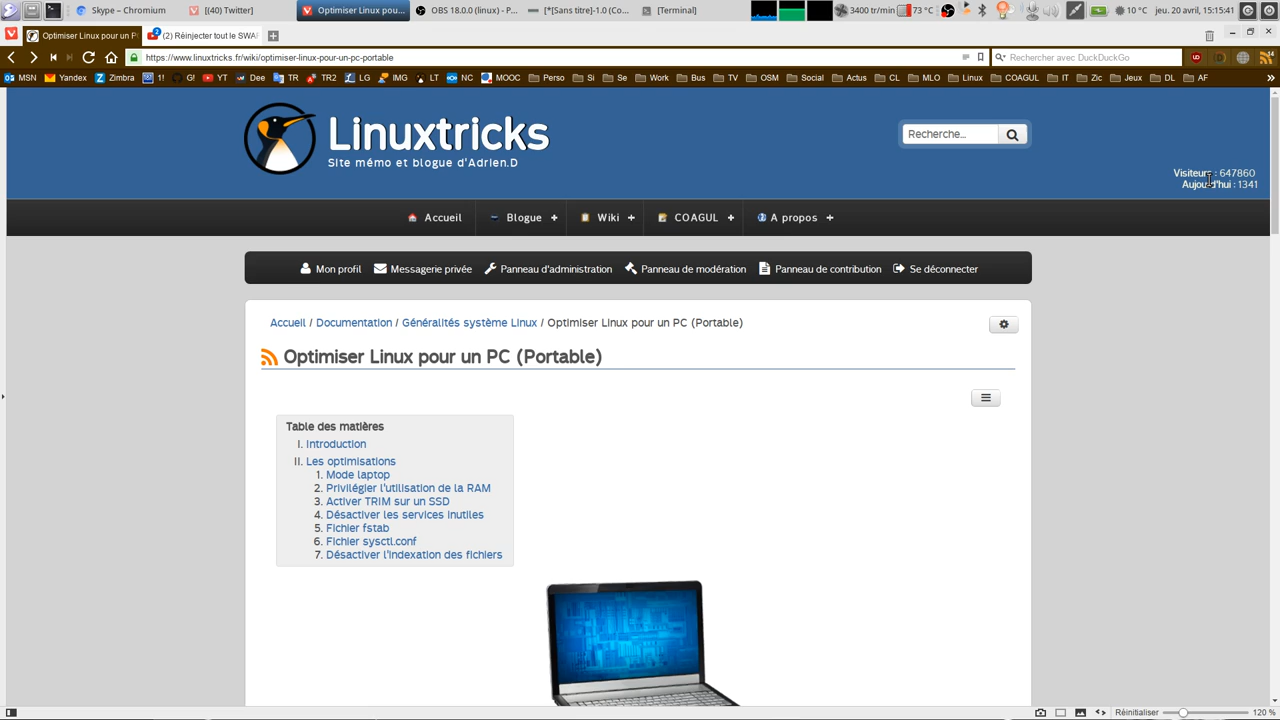 Skype – Chromium
[(40) Twitter]
Optimiser Linux pou...
OBS 18.0.0 (linux) - P...
[*[Sans titre]-1.0 (Co...
[Terminal]
3400 tr/min
73 °C
10 °C
jeu. 20 avril, 15:15:41
Optimiser Linux pour un P
(2) Réinjecter tout le SWA
https://www.linuxtricks.fr/wiki/optimiser-linux-pour-un-pc-portable
Rechercher avec DuckDuckGo
14
MSN
Yandex
Zimbra
1!
G!
YT
Dee
TR
TR2
LG
IMG
LT
NC
MOOC
Perso
Si
Se
Work
Bus
TV
OSM
Social
Actus
CL
MLO
Linux
COAGUL
IT
Zic
Jeux
DL
AF
Linuxtricks
Site mémo et blogue d'Adrien.D
Recherche...
Visiteurs : 647860
Aujourd'hui : 1341
Accueil
Blogue
Wiki
COAGUL
A propos
Mon profil
Messagerie privée
Panneau d'administration
Panneau de modération
Panneau de contribution
Se déconnecter
Accueil / Documentation / Généralités système Linux / Optimiser Linux pour un PC (Portable)
Optimiser Linux pour un PC (Portable)
Table des matières
I. Introduction
II. Les optimisations
1. Mode laptop
2. Privilégier l'utilisation de la RAM
3. Activer TRIM sur un SSD
4. Désactiver les services inutiles
5. Fichier fstab
6. Fichier sysctl.conf
7. Désactiver l'indexation des fichiers
Réinitialiser
120 %